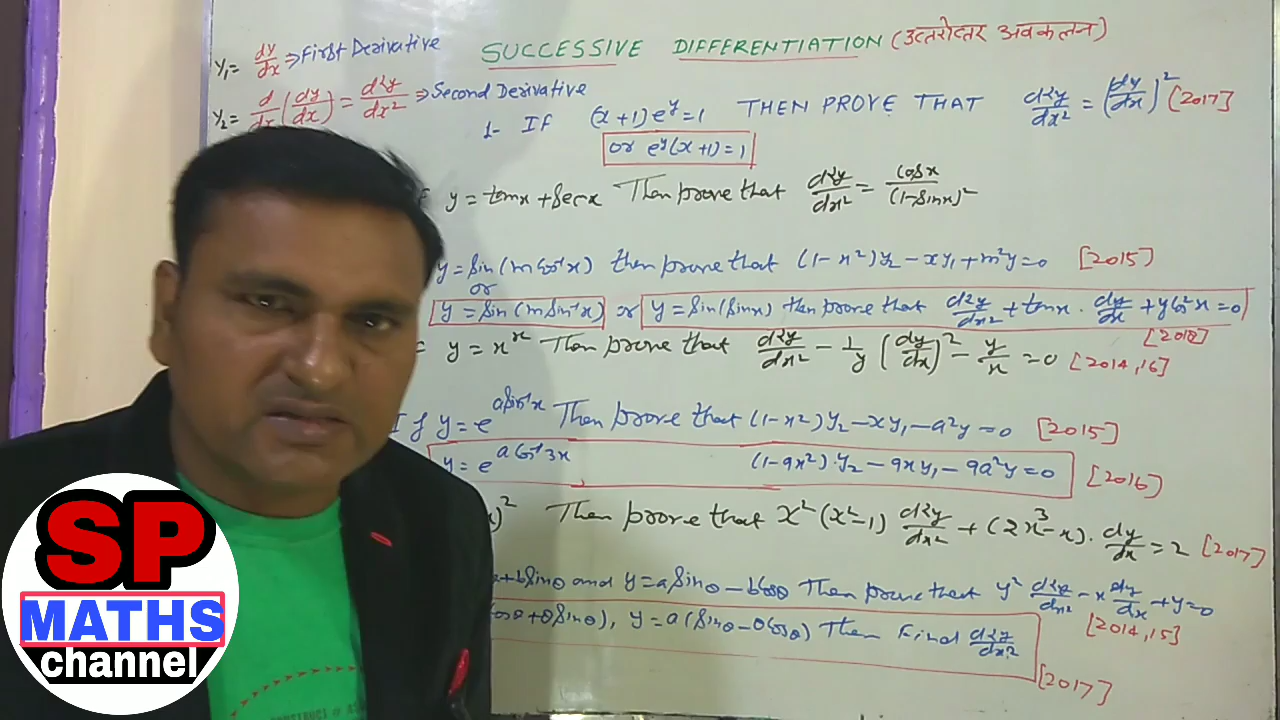 y₁ = dy/dx ⇒ First Derivative
SUCCESSIVE DIFFERENTIATION (उत्तरोत्तर अवकलन)
y₂ = d/dx (dy/dx) = d²y/dx² ⇒ Second Derivative
1- IF (x+1)e^y = 1 THEN PROVE THAT d²y/dx² = (dy/dx)² [2017]
or e^y(x+1) = 1
y = tanx + secx Then prove that d²y/dx² = cosx/(1-sinx)²
y = sin(m cos⁻¹x) then prove that (1-x²)y₂ - xy₁ + m²y = 0 [2015]
or
y = sin(m sin⁻¹x) or y = sin(sinx) then prove that d²y/dx² + tanx . dy/dx + y cos²x = 0
[2018]
y = x^x Then prove that d²y/dx² - 1/y (dy/dx)² - y/x = 0 [2014,16]
If y = e^(a sin⁻¹x) Then prove that (1-x²)y₂ - xy₁ - a²y = 0 [2015]
y = e^(a cos⁻¹3x) (1-9x²).y₂ - 9xy₁ - 9a²y = 0 [2016]
)² Then prove that x²(x²-1) d²y/dx² + (2x³-x). dy/dx = 2 [2017]
+ b sinθ and y = a sinθ - b cosθ Then prove that y² d²y/dx² - x dy/dx + y = 0
[2014,15]
cosθ + θ sinθ), y = a(sinθ - θcosθ) Then Find d²y/dx²
[2017]
SP
MATHS
channel